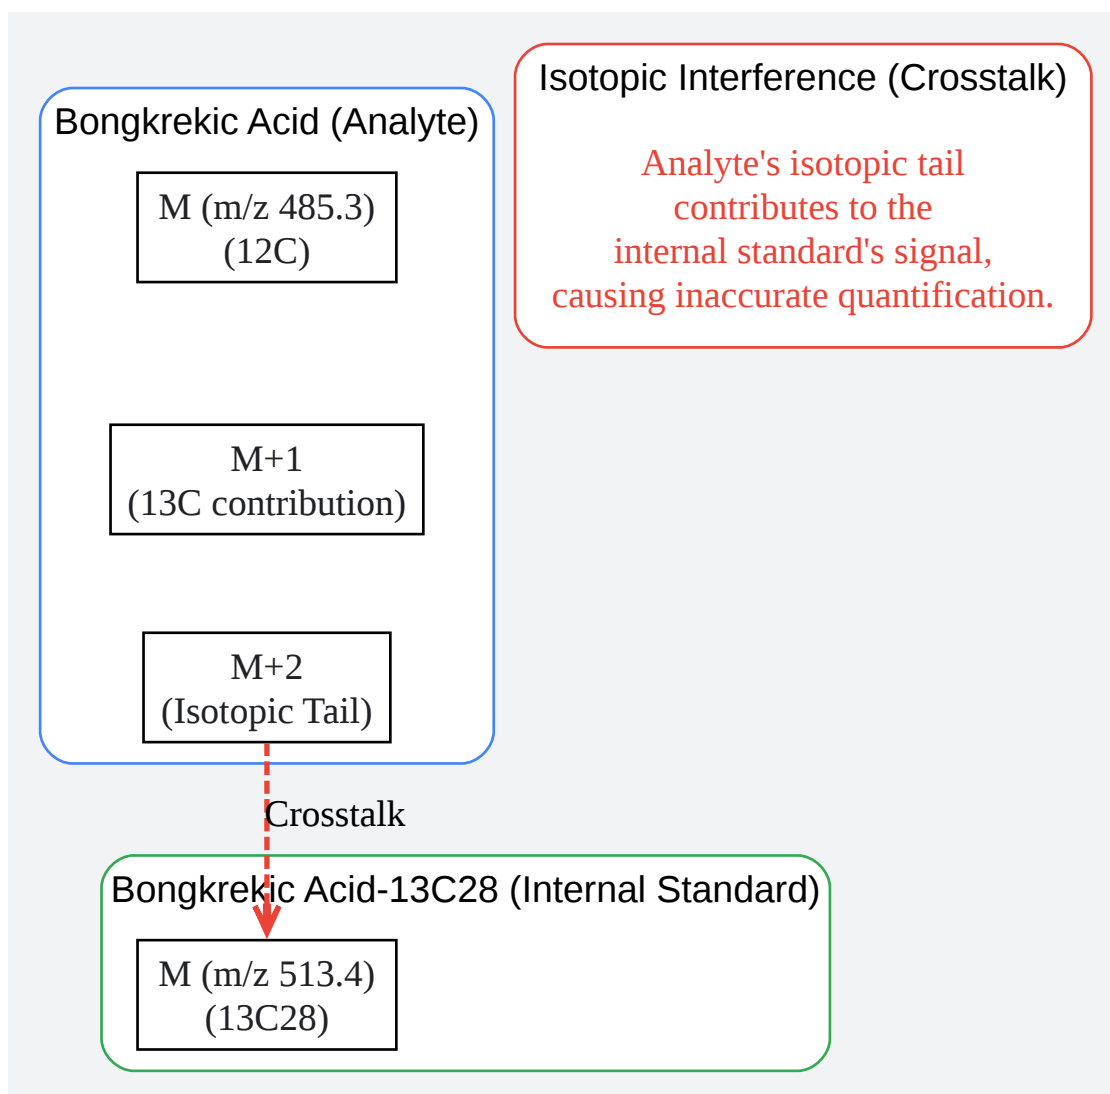 Isotopic Interference (Crosstalk)
Analyte's isotopic tail
contributes to the
internal standard's signal,
causing inaccurate quantification.
Bongkrekic Acid (Analyte)
M (m/z 485.3)
(12C)
M+1
(13C contribution)
M+2
(Isotopic Tail)
Crosstalk
Bongkrekic Acid-13C28 (Internal Standard)
M (m/z 513.4)
(13C28)